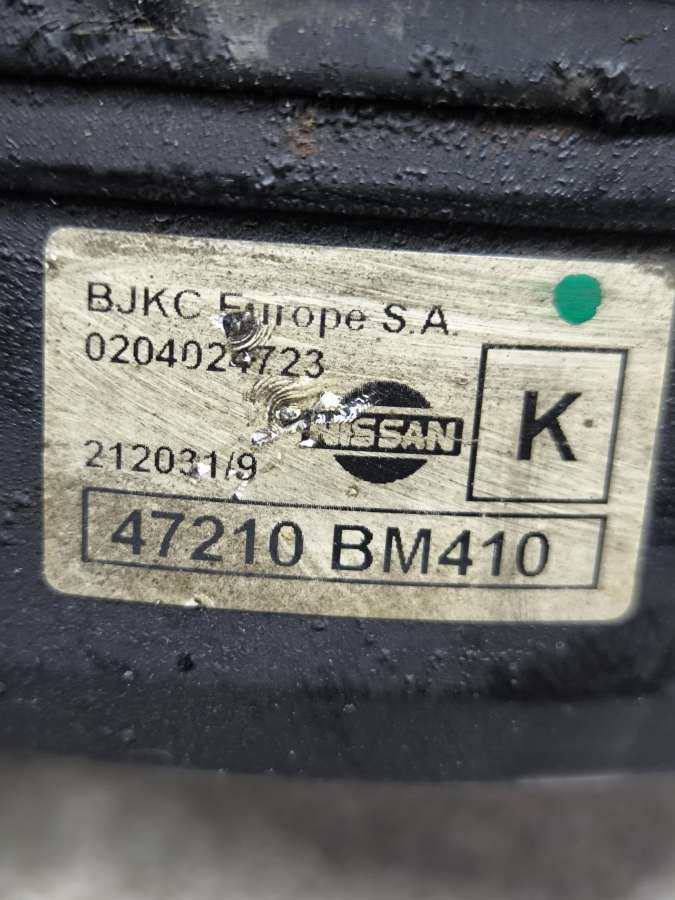 BJKC Europe S.A.
0204024723
NISSAN
K
212031/9
47210 BM410